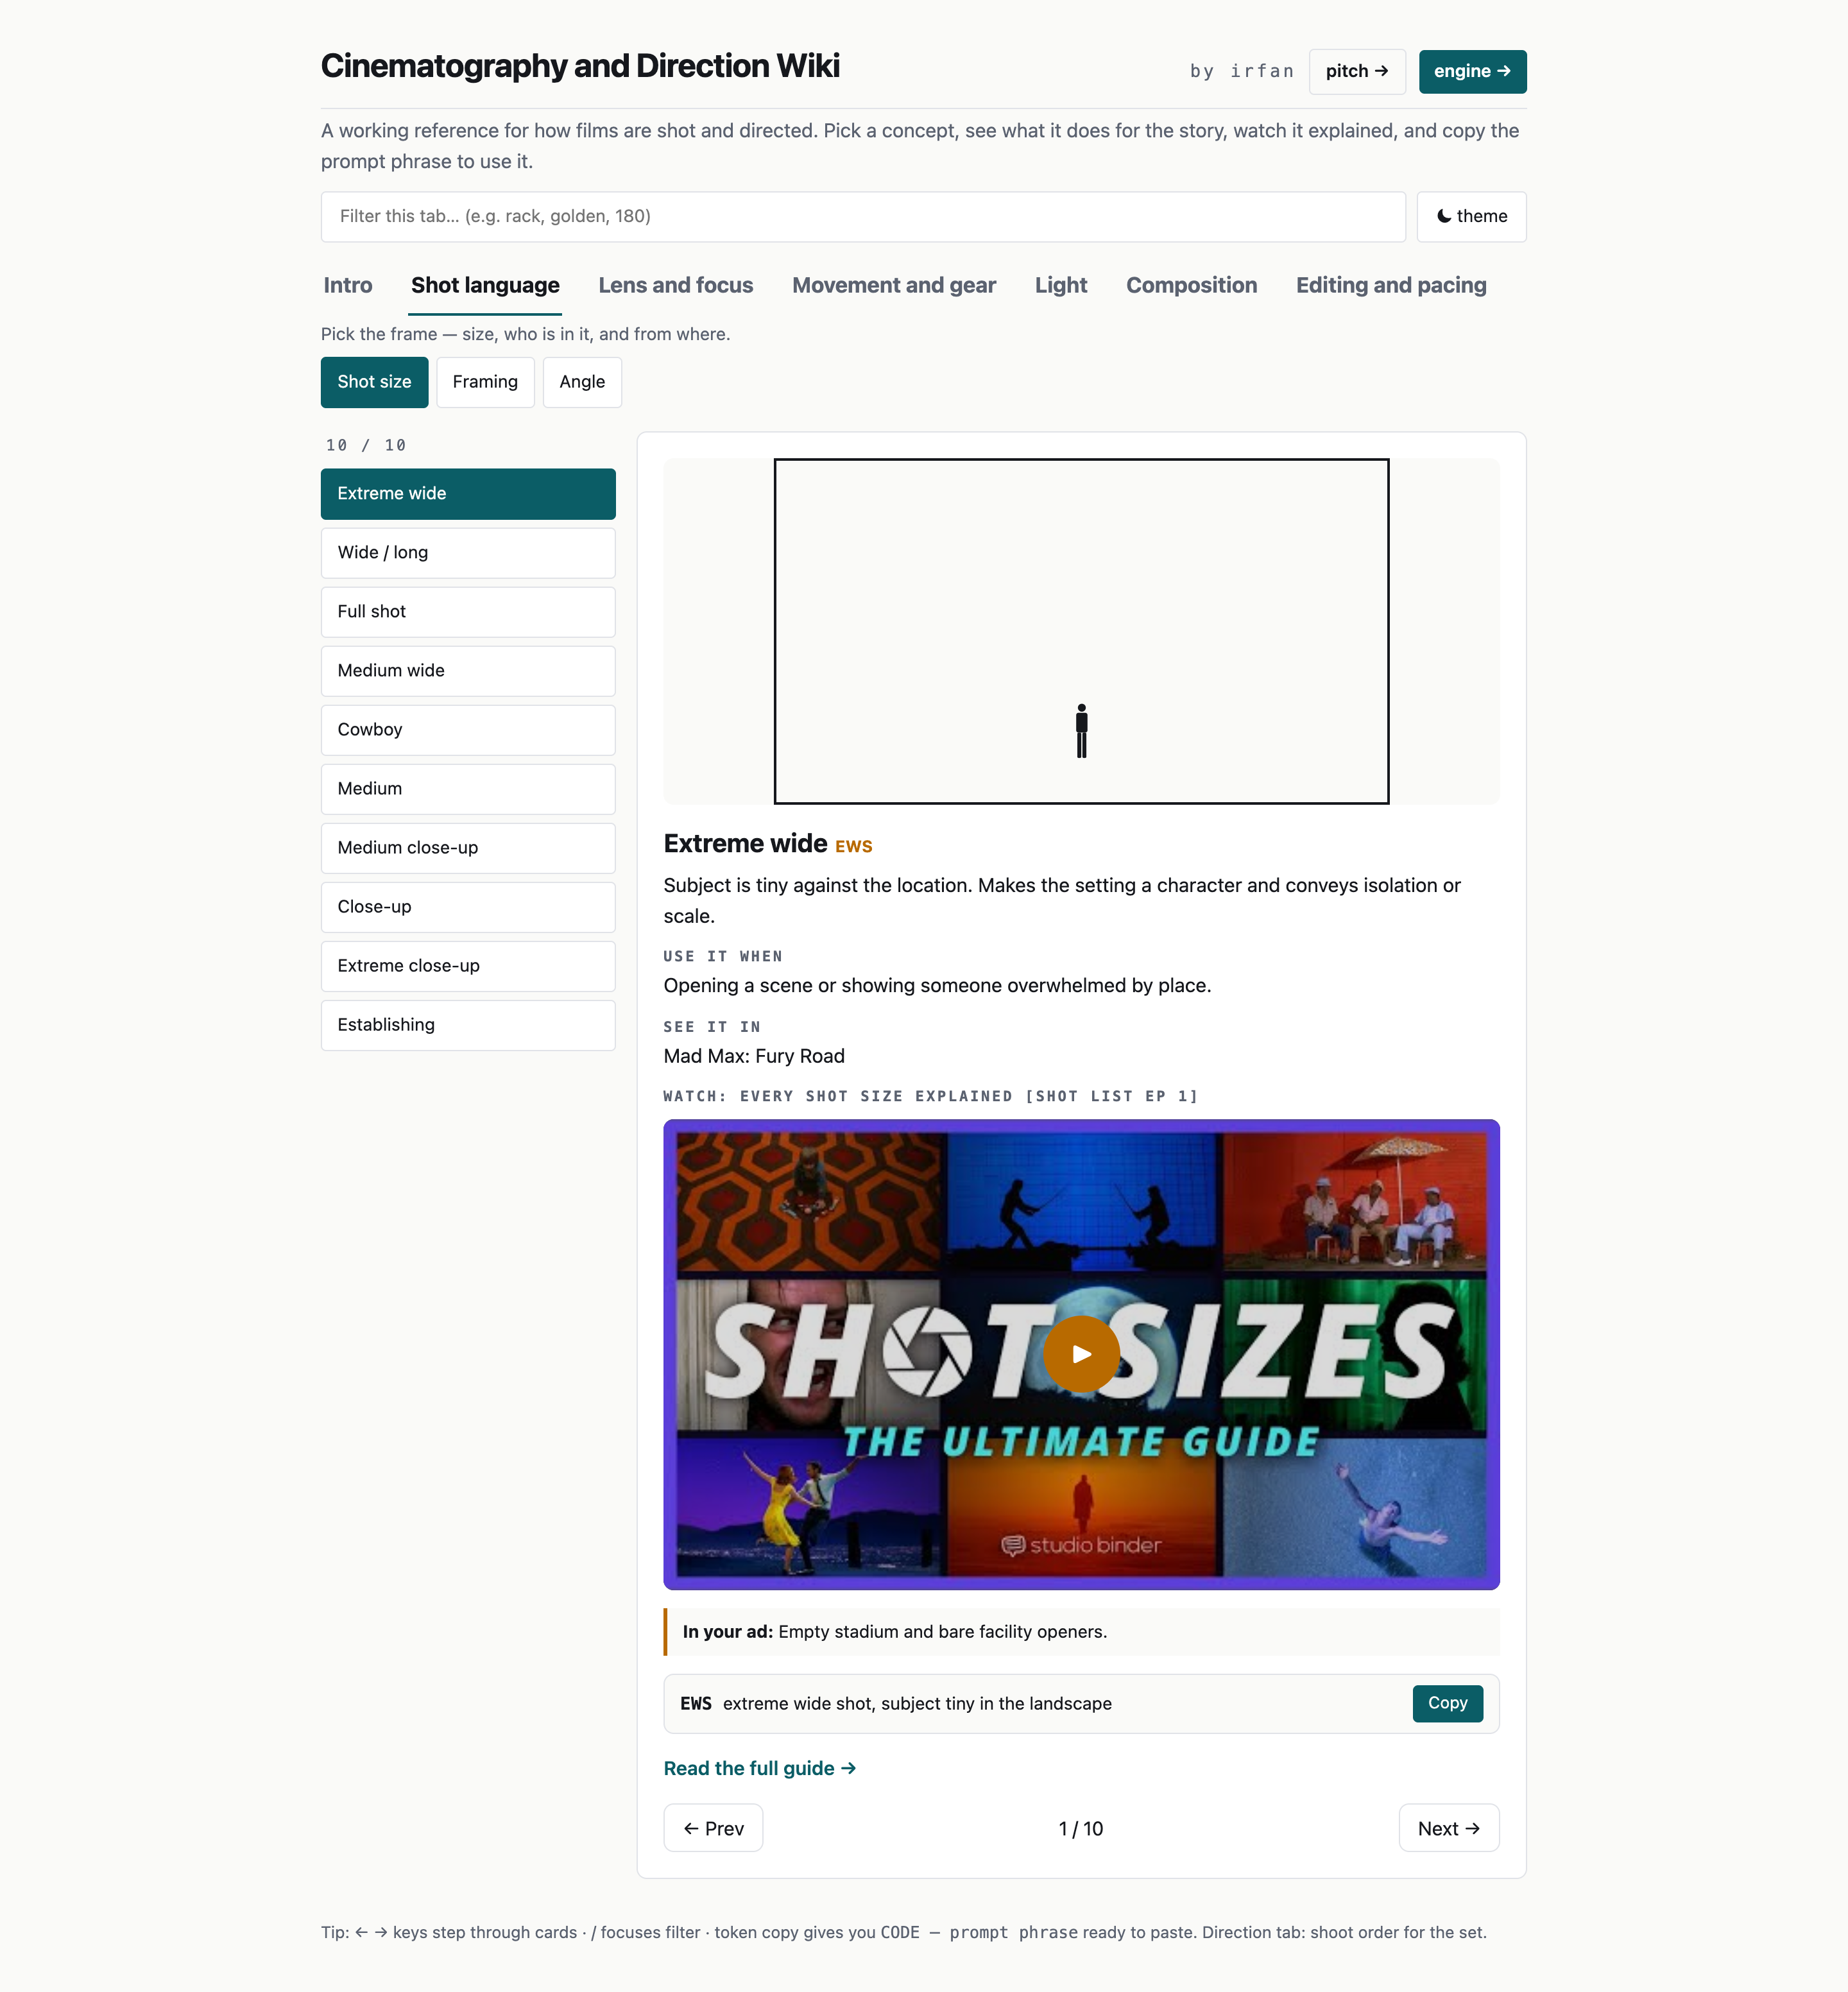 Cinematography and Direction Wiki
by irfan
pitch →
engine →
A working reference for how films are shot and directed. Pick a concept, see what it does for the story, watch it explained, and copy the
prompt phrase to use it.
Filter this tab... (e.g. rack, golden, 180)
theme
Intro
Shot language
Lens and focus
Movement and gear
Light
Composition
Editing and pacing
Pick the frame — size, who is in it, and from where.
Shot size
Framing
Angle
10 / 10
Extreme wide
Wide / long
Full shot
Medium wide
Cowboy
Medium
Medium close-up
Close-up
Extreme close-up
Establishing
Extreme wide EWS
Subject is tiny against the location. Makes the setting a character and conveys isolation or
scale.
USE IT WHEN
Opening a scene or showing someone overwhelmed by place.
SEE IT IN
Mad Max: Fury Road
WATCH: EVERY SHOT SIZE EXPLAINED [SHOT LIST EP 1]
SHOT SIZES
THE ULTIMATE GUIDE
studio binder
In your ad: Empty stadium and bare facility openers.
EWS extreme wide shot, subject tiny in the landscape
Copy
Read the full guide →
← Prev
1 / 10
Next →
Tip: ← → keys step through cards · / focuses filter · token copy gives you CODE — prompt phrase ready to paste. Direction tab: shoot order for the set.